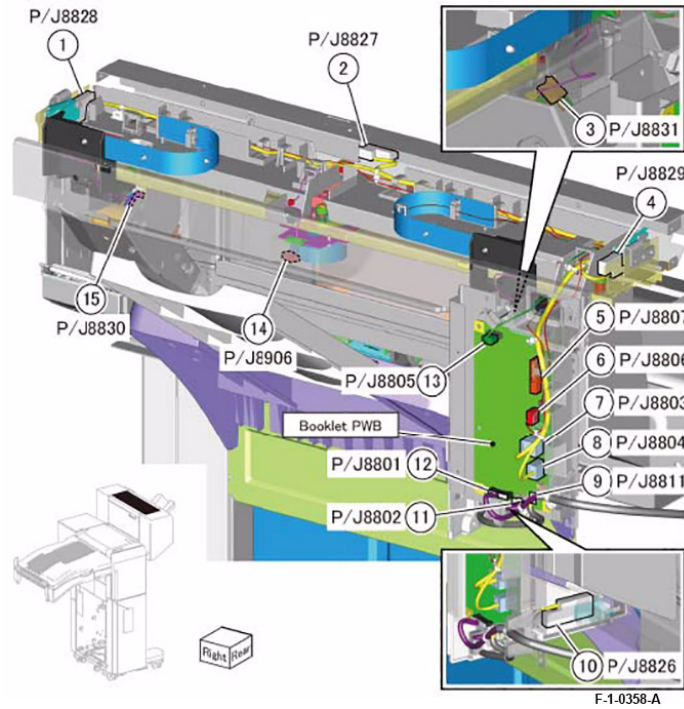 P/J8828
1
P/J8827
2
3 P/J8831
P/J8829
4
15
P/J8830
14
P/J8906
5 P/J8807
6 P/J8806
P/J8805 13
7 P/J8803
Booklet PWB
8 P/J8804
P/J8801 12
9 P/J8811
P/J8802 11
Right Rear
10 P/J8826
F-1-0358-A